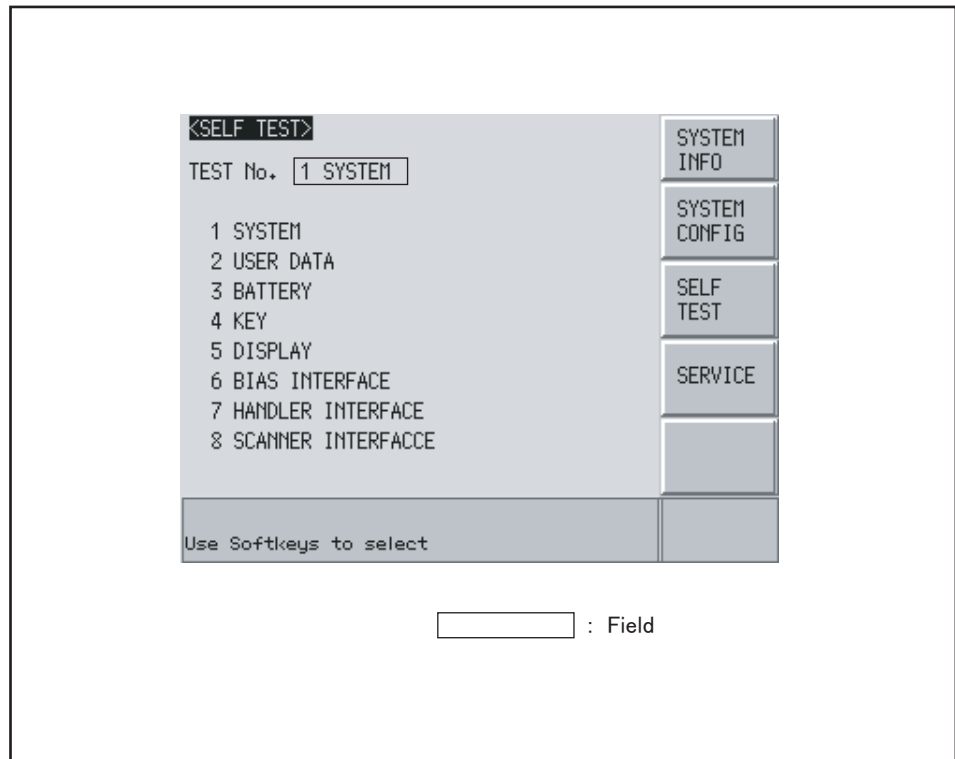 <SELF TEST>
TEST No. 1 SYSTEM
1 SYSTEM
2 USER DATA
3 BATTERY
4 KEY
5 DISPLAY
6 BIAS INTERFACE
7 HANDLER INTERFACE
8 SCANNER INTERFACCE
SYSTEM
INFO
SYSTEM
CONFIG
SELF
TEST
SERVICE
Use Softkeys to select
: Field